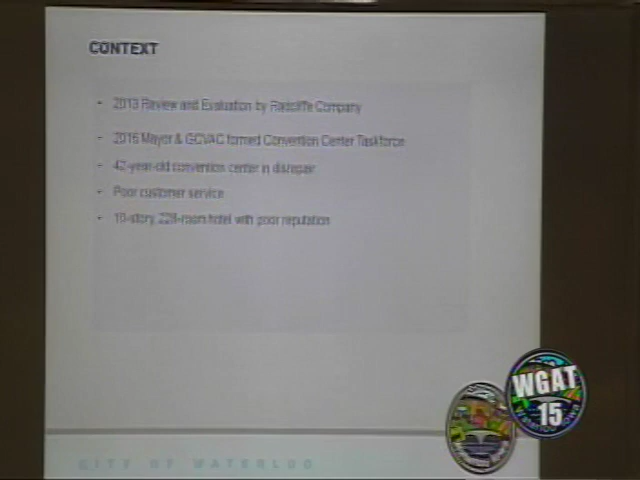 CONTEXT
- 2013 Review and Evaluation by Radcliffe Company
- 2016 Mayor & GCVAC formed Convention Center Taskforce
- 42-year-old convention center in disrepair
- Poor customer service
- 10-story, 229-room hotel with poor reputation
CITY OF WATERLOO
WGAT
15